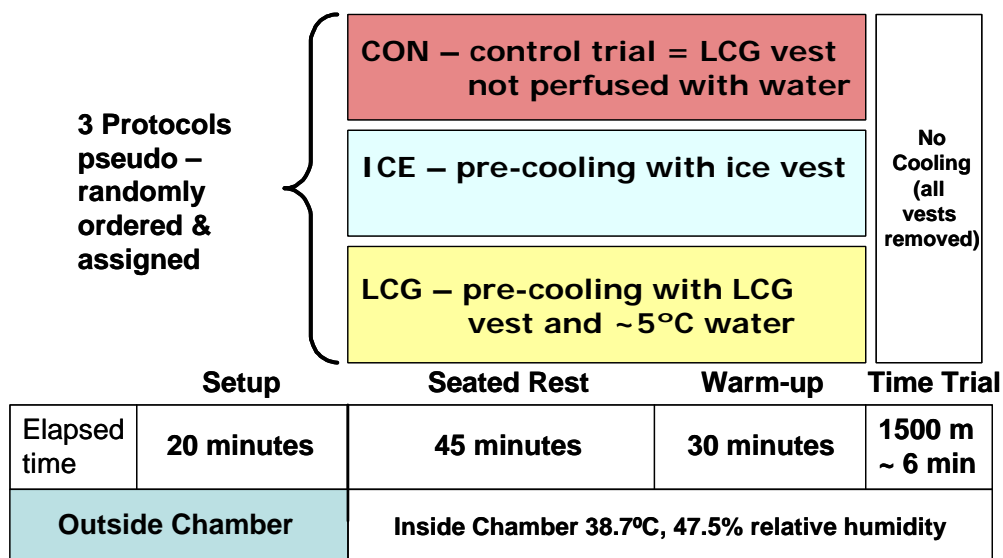 CON – control trial = LCG vest
not perfused with water
3 Protocols
pseudo –
randomly
ordered &
assigned
ICE – pre-cooling with ice vest
LCG – pre-cooling with LCG
vest and ~5ºC water
No
Cooling
(all
vests
removed)
Setup Seated Rest Warm-up Time Trial
Elapsed
time
20 minutes
45 minutes
30 minutes
1500 m
~ 6 min
Outside Chamber
Inside Chamber 38.7ºC, 47.5% relative humidity